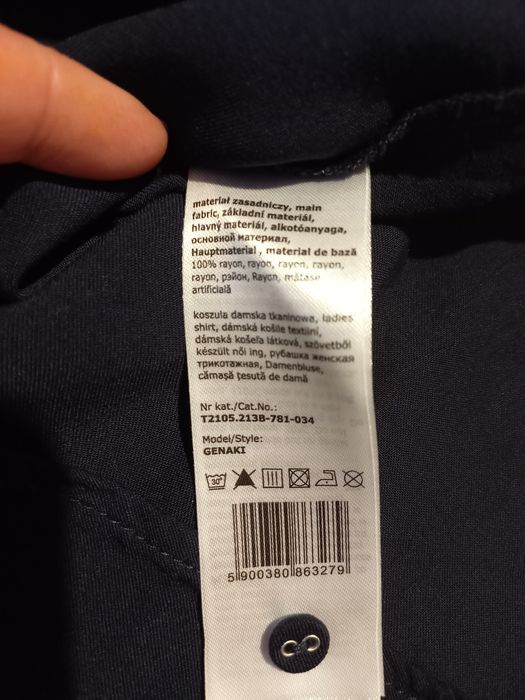 materiał zasadniczy, main
fabric, základní materiál,
hlavný materiál, alkotóanyaga,
основной материал,
Hauptmaterial , material de bază
100% rayon, rayon, rayon, rayon,
rayon, рэйон, Rayon, mătase
artificială
koszula damska tkaninowa, ladies
shirt, dámská košile textilní,
dámská košeľa látková, szövetből
készült női ing, рубашка женская
трикотажная, Damenbluse,
cămaşă ţesută de damă
Nr kat./Cat.No.:
T2105.213B-781-034
Model/Style:
GENAKI
30°
5 900380 863279